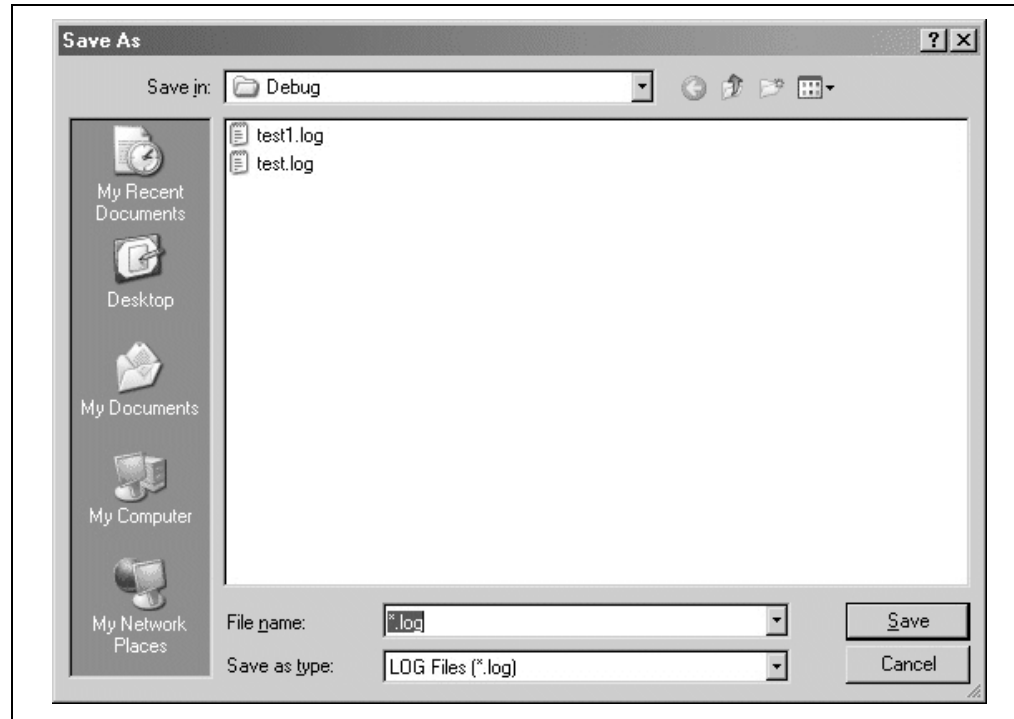 Save As
Save in:
Debug
test1.log
test.log
My Recent
Documents
Desktop
My Documents
My Computer
My Network
Places
File name:
*.log
Save
Save as type:
LOG Files (*.log)
Cancel